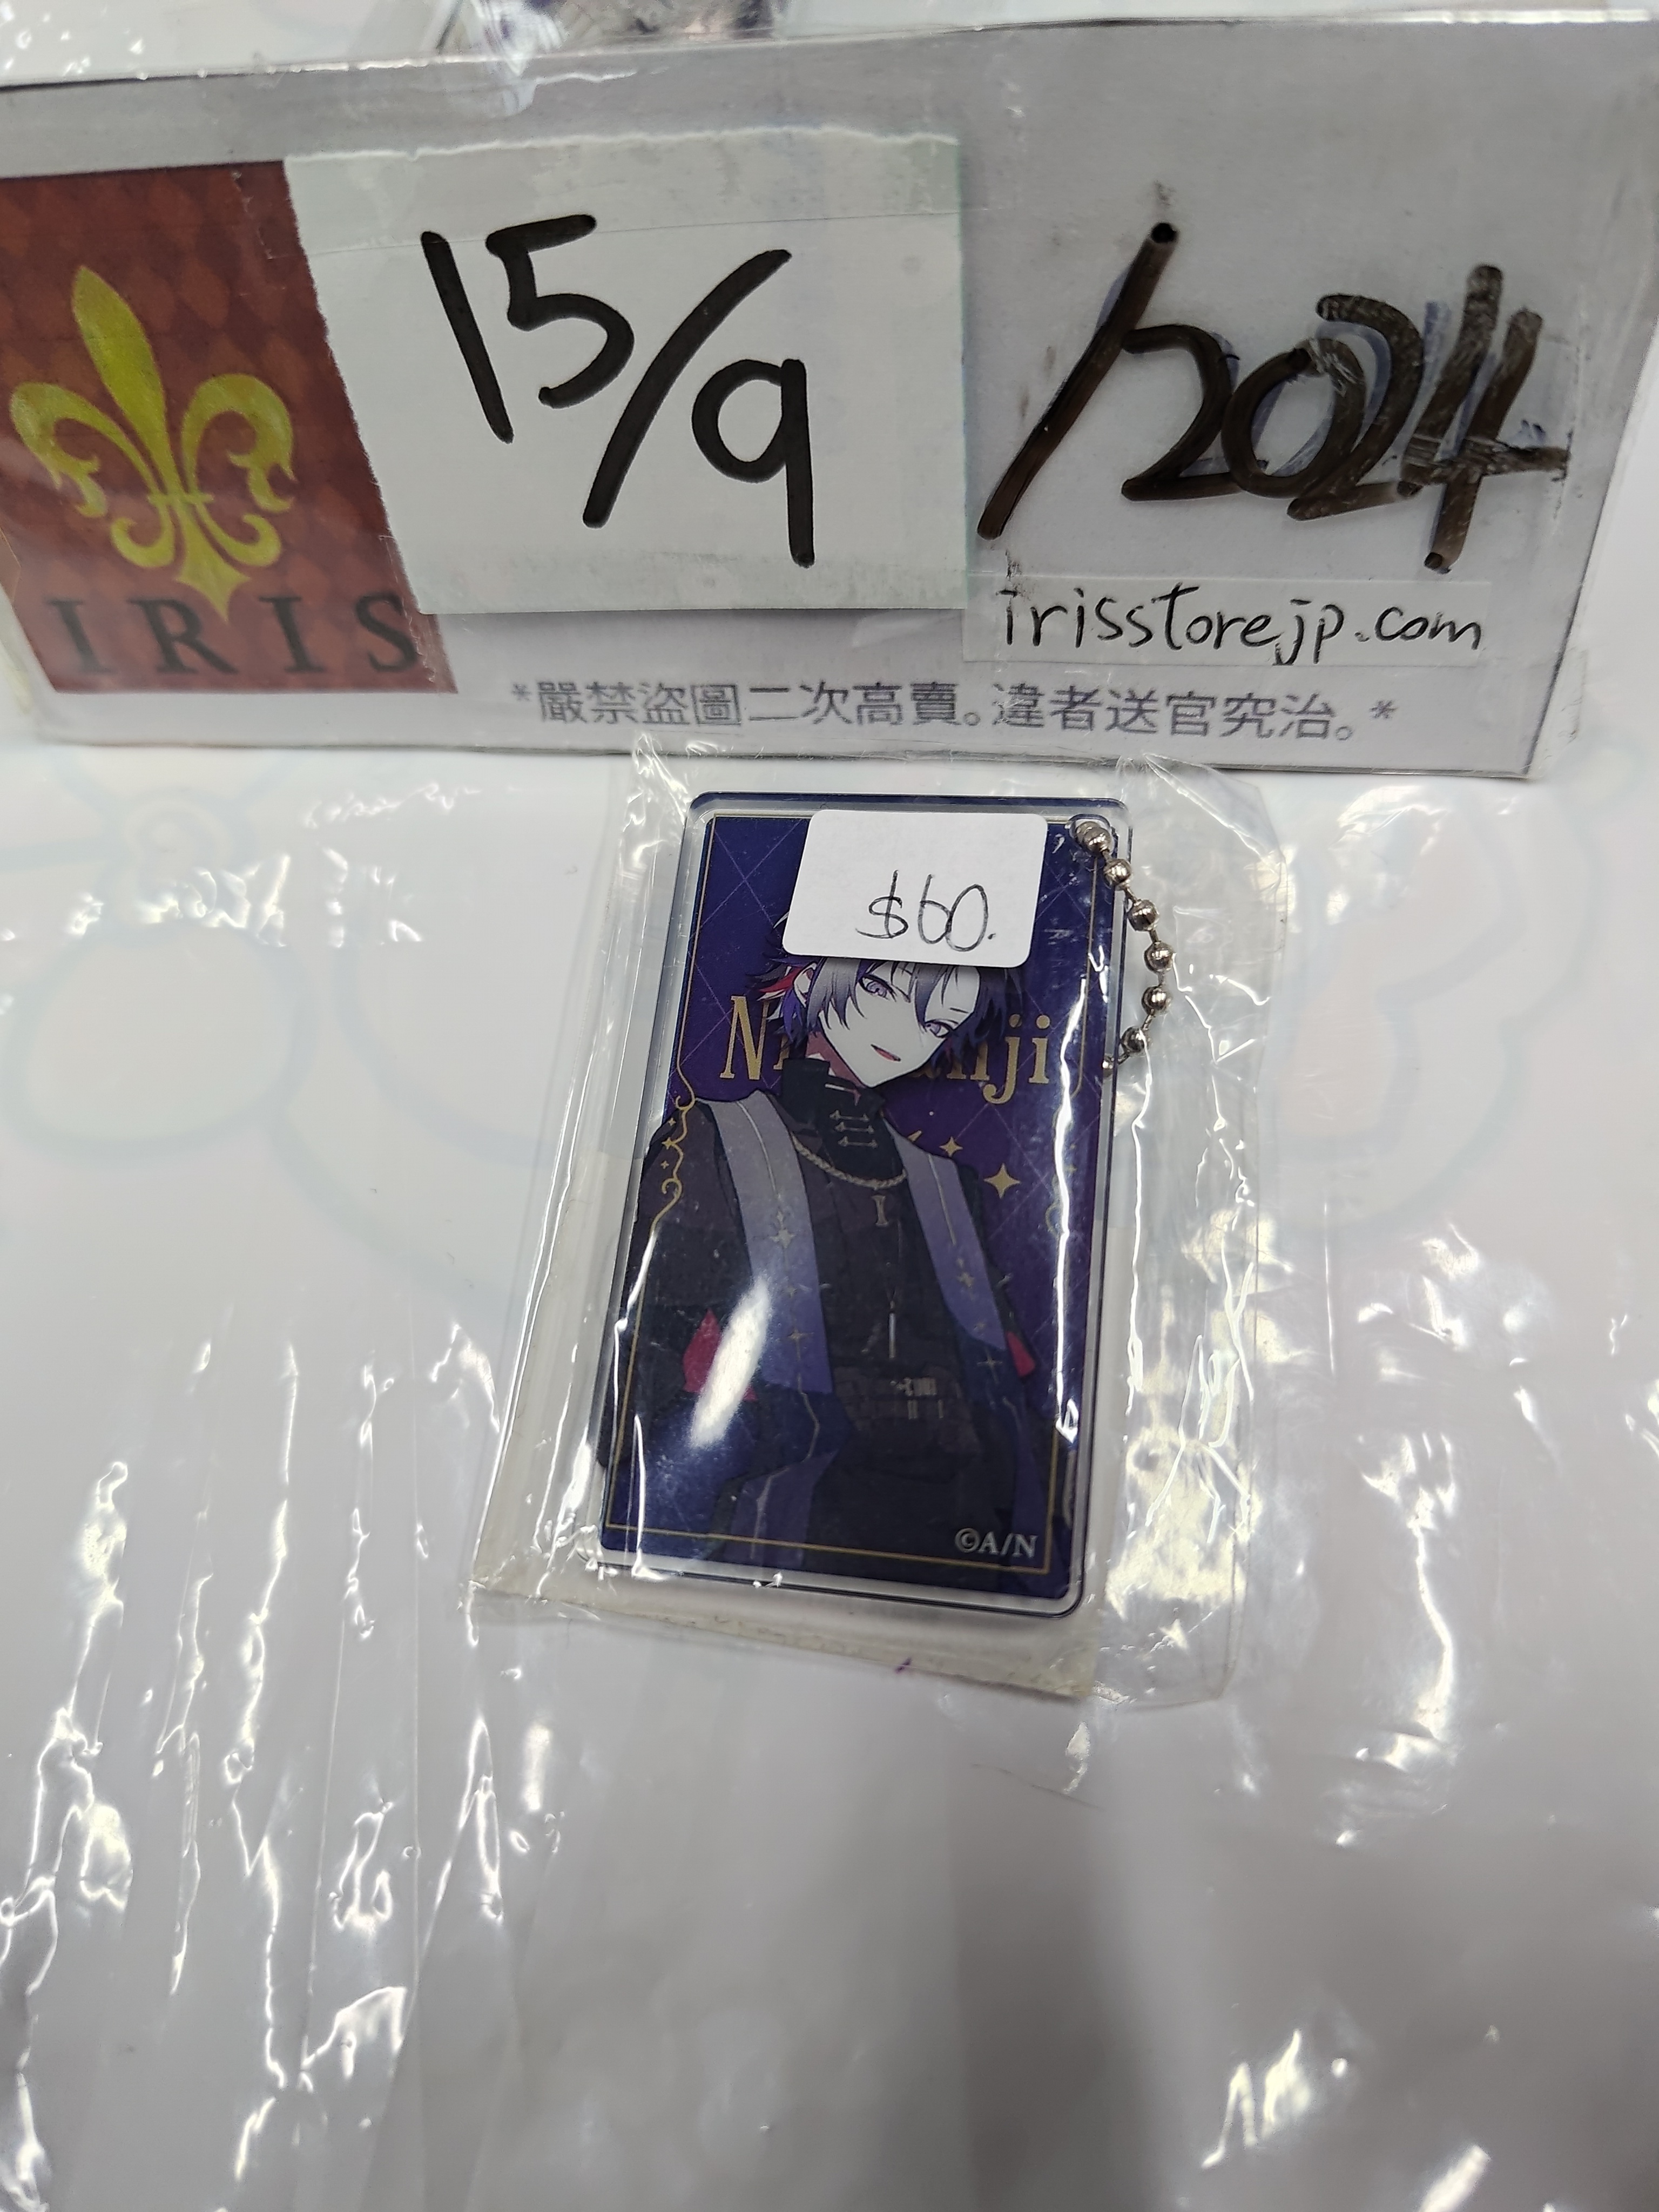 15/9 /2024
IRIS
irisstorejp.com
*嚴禁盜圖二次高賣。違者送官究治。*
$60.
©A/N